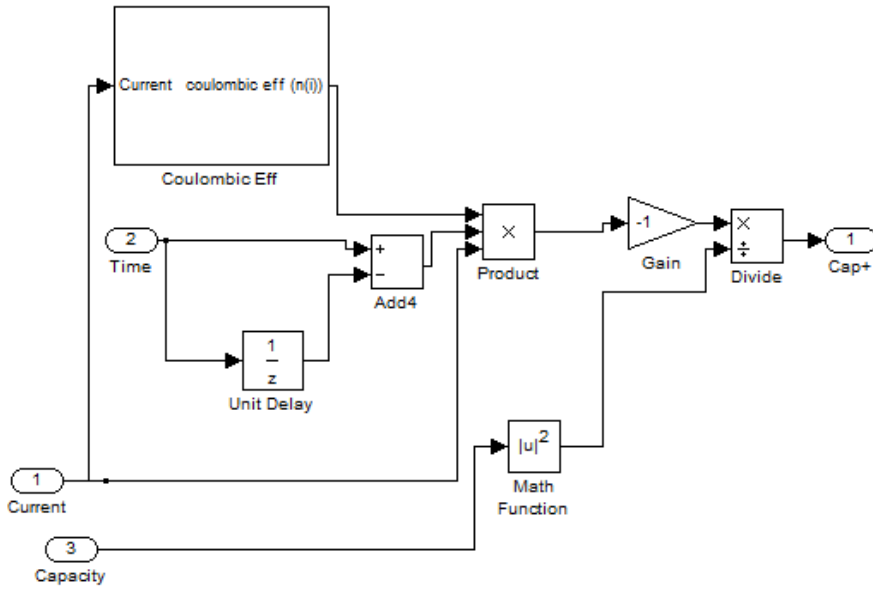 Current coulombic eff (n(i))
Coulombic Eff
2
Time
+
−
Add4
×
Product
-1
Gain
×
÷
Divide
1
Cap+
1
z
Unit Delay
1
Current
|u|²
Math
Function
3
Capacity